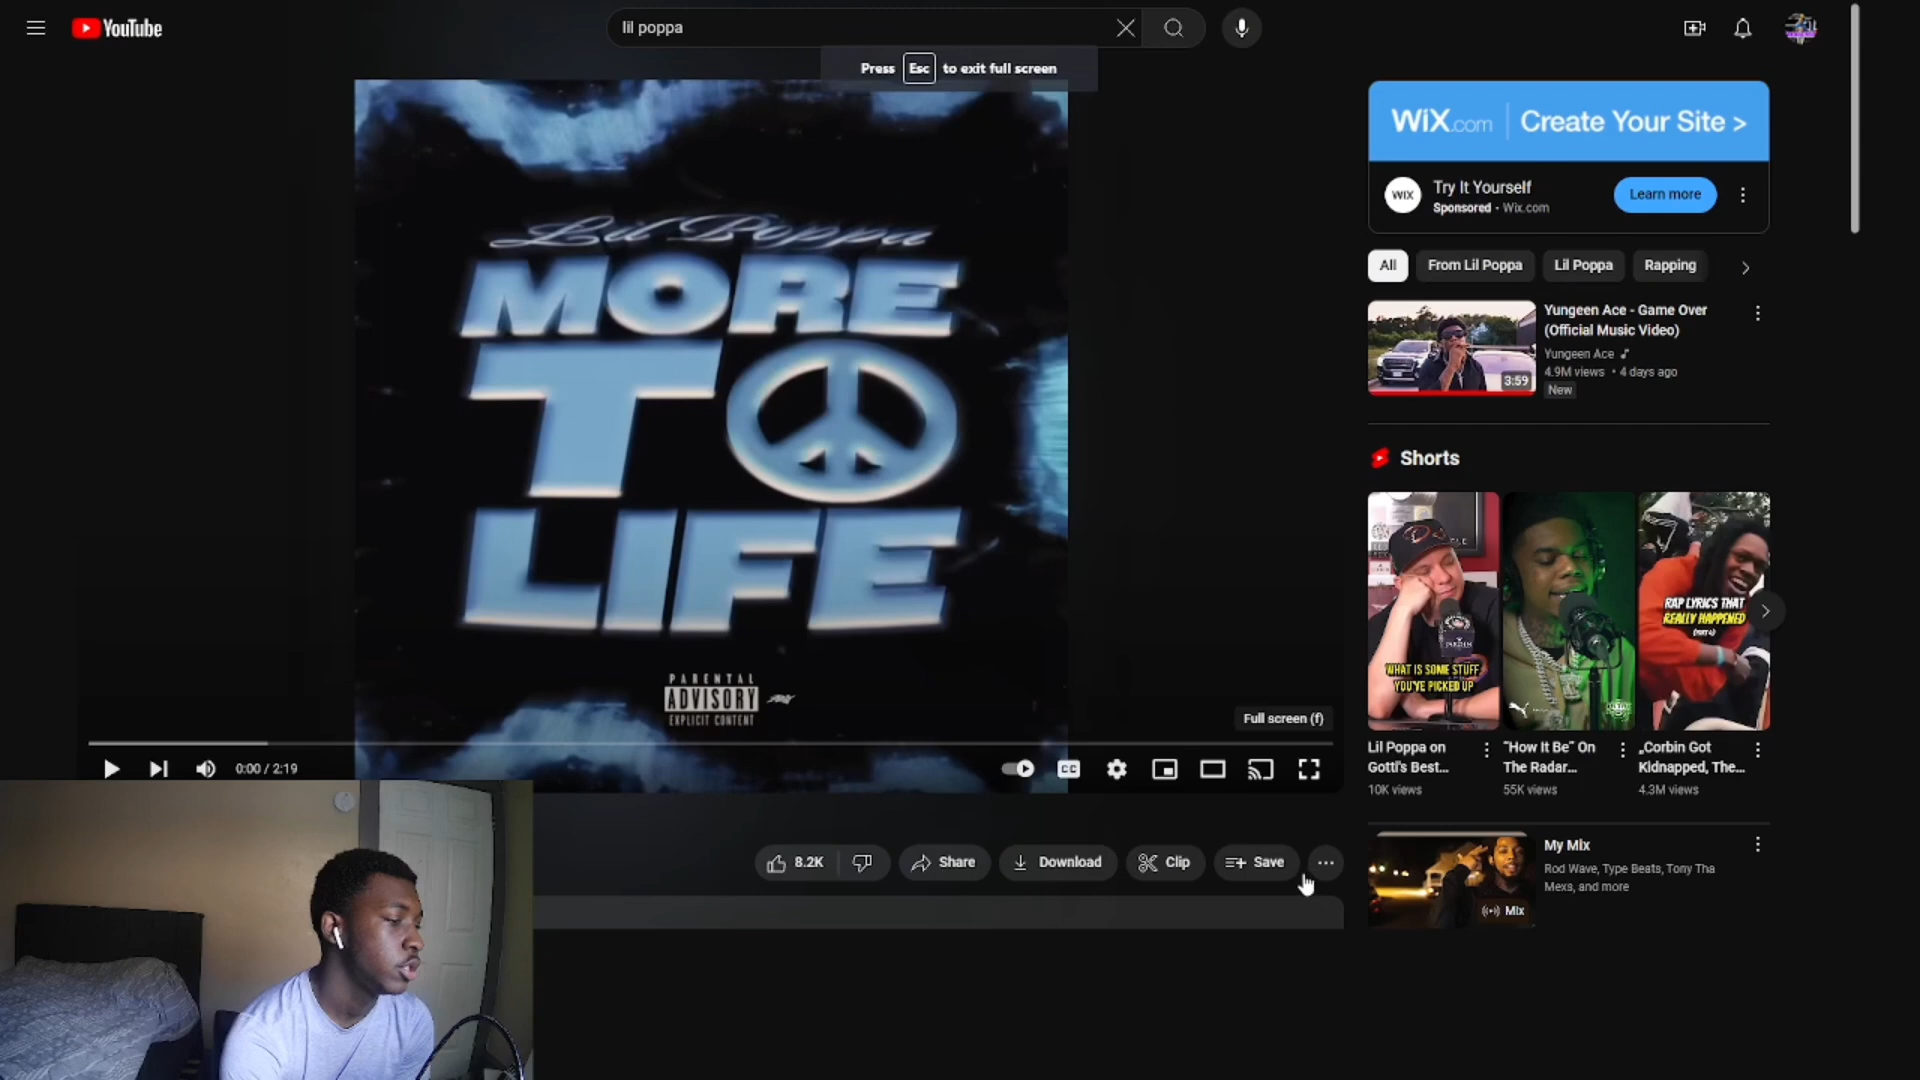 YouTube
lil poppa
Press Esc to exit full screen
Lil Poppa
MORE
TO
LIFE
PARENTAL
ADVISORY
EXPLICIT CONTENT
Full screen (f)
0:00 / 2:19
CC
8.2K
Share
Download
Clip
Save
WiX.com
Create Your Site >
WIX
Try It Yourself
Sponsored • Wix.com
Learn more
All
From Lil Poppa
Lil Poppa
Rapping
Yungeen Ace - Game Over
(Official Music Video)
Yungeen Ace
4.9M views • 4 days ago
New
3:59
Shorts
WHAT IS SOME STUFF
YOU'VE PICKED UP
RAP LYRICS THAT
REALLY HAPPENED
Lil Poppa on
Gotti's Best...
10K views
"How It Be" On
The Radar...
55K views
„Corbin Got
Kidnapped, The...
4.3M views
My Mix
Rod Wave, Type Beats, Tony Tha
Mexs, and more
Mix